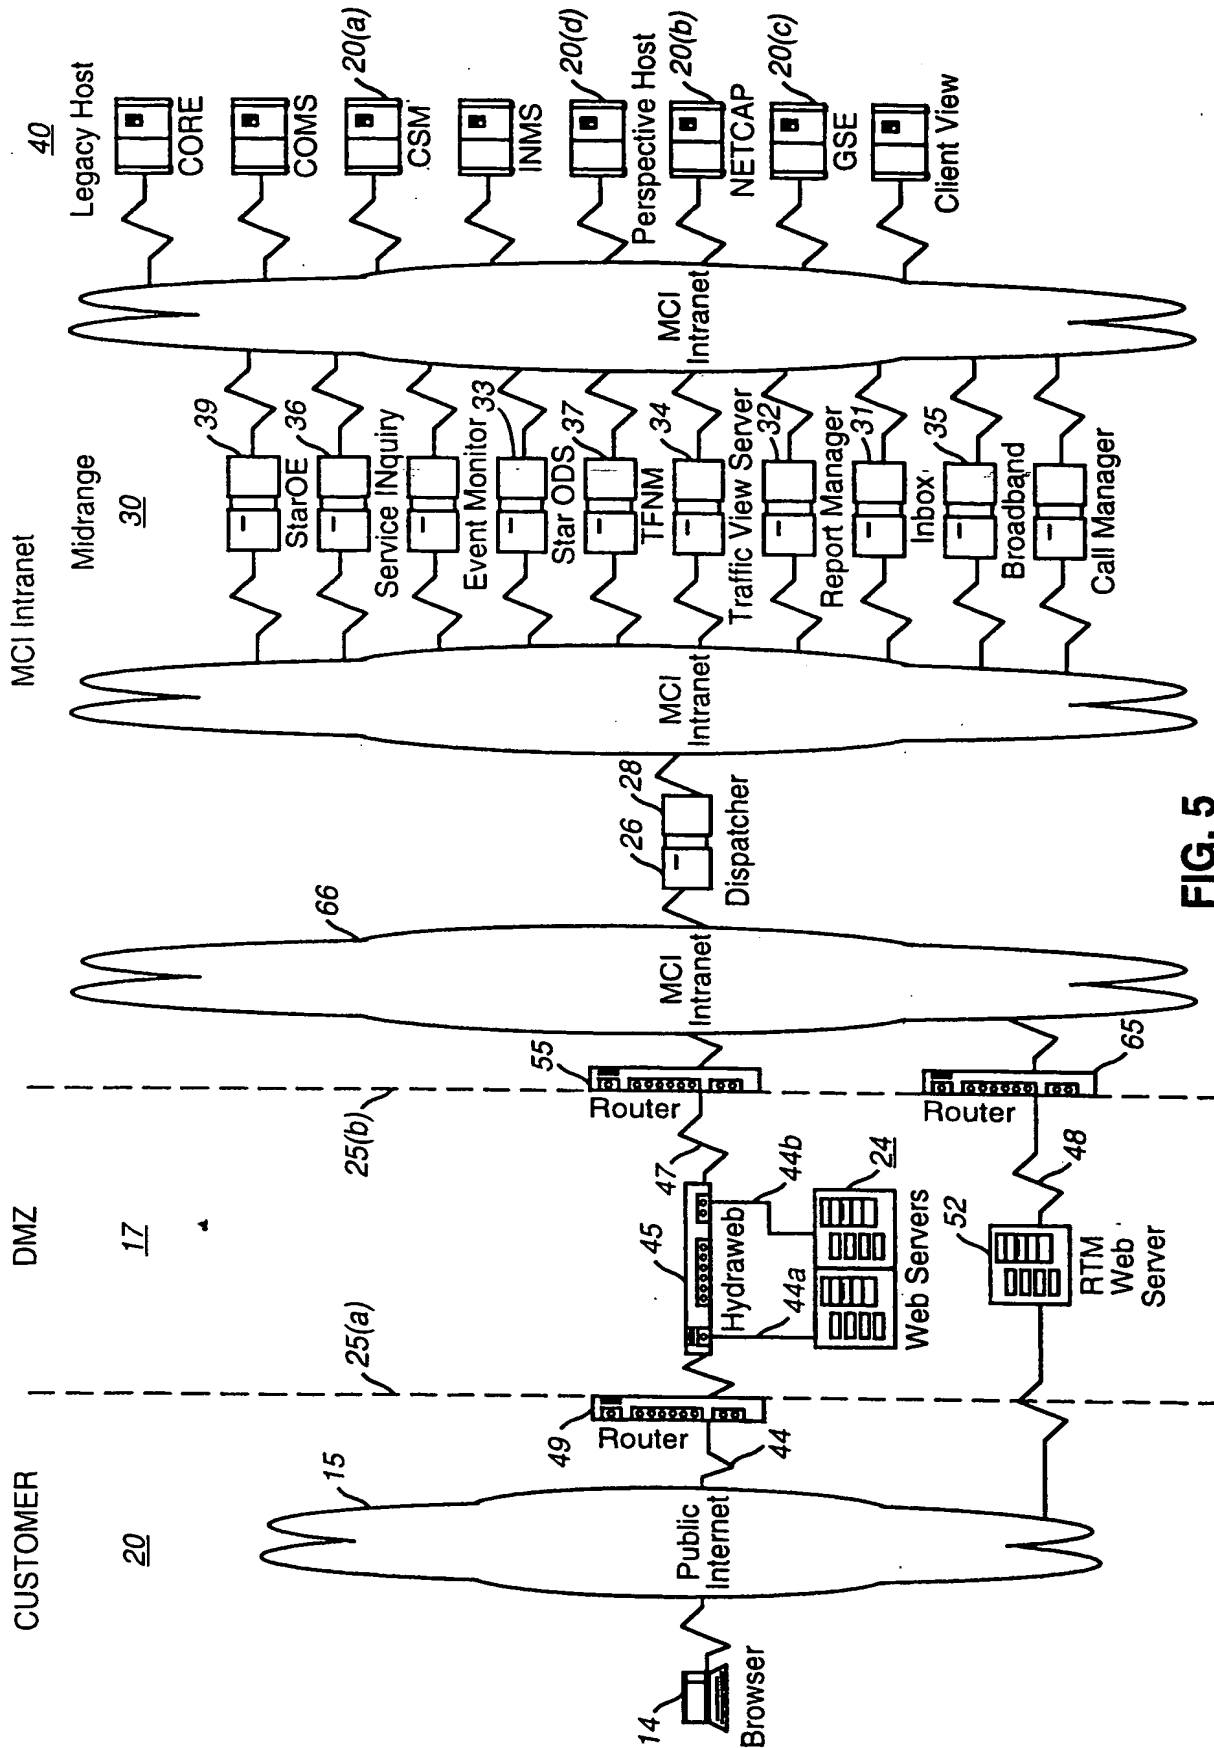 CUSTOMER
DMZ
MCI Intranet
20
17
Midrange
30
Legacy Host
40
15
25(a)
25(b)
66
14
Browser
Public
Internet
49
Router
44
45
Hydraweb
44a
44b
47
24
Web Servers
52
RTM
Web
Server
48
55
Router
Router
65
MCI
Intranet
26
28
Dispatcher
MCI
Intranet
39
StarOE
36
Service INquiry
Event Monitor
33
Star ODS
37
TFNM
34
Traffic View Server
32
Report Manager
31
Inbox
35
Broadband
Call Manager
MCI
Intranet
CORE
COMS
20(a)
CSM
INMS
20(d)
Perspective Host
20(b)
NETCAP
20(c)
GSE
Client View
FIG. 5